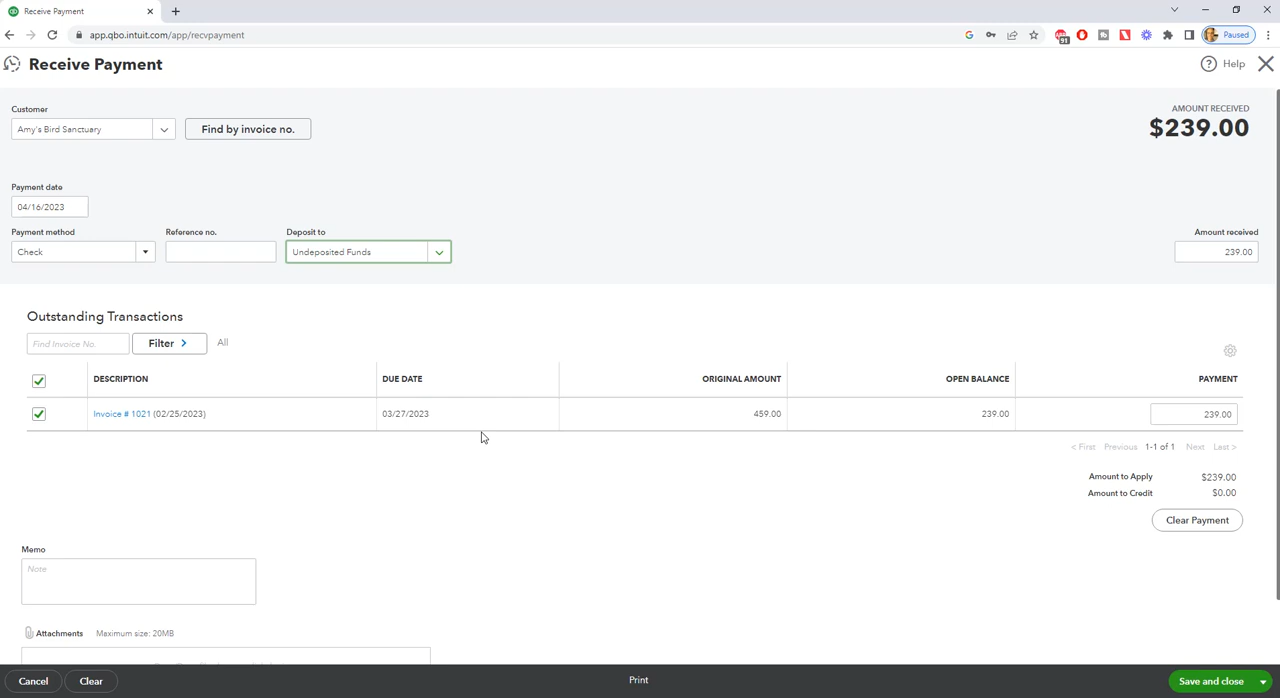 Receive Payment
app.qbo.intuit.com/app/recvpayment
91
Paused
Receive Payment
Help
Customer
AMOUNT RECEIVED
Amy's Bird Sanctuary
Find by invoice no.
$239.00
Payment date
04/16/2023
Payment method
Reference no.
Deposit to
Amount received
Check
Undeposited Funds
239.00
Outstanding Transactions
Find Invoice No.
Filter >
All
DESCRIPTION
DUE DATE
ORIGINAL AMOUNT
OPEN BALANCE
PAYMENT
Invoice # 1021 (02/25/2023)
03/27/2023
459.00
239.00
239.00
< First Previous 1-1 of 1 Next Last >
Amount to Apply $239.00
Amount to Credit $0.00
Clear Payment
Memo
Note
Attachments Maximum size: 20MB
Cancel
Clear
Print
Save and close